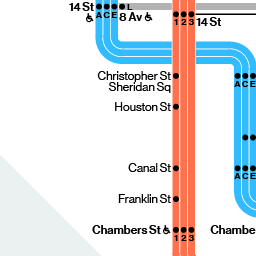 14 St
A C E L
8 Av
1 2 3 14 St
Christopher St
Sheridan Sq
A C E
Houston St
Canal St
A C E
Franklin St
Chambers St
Chambe
1 2 3